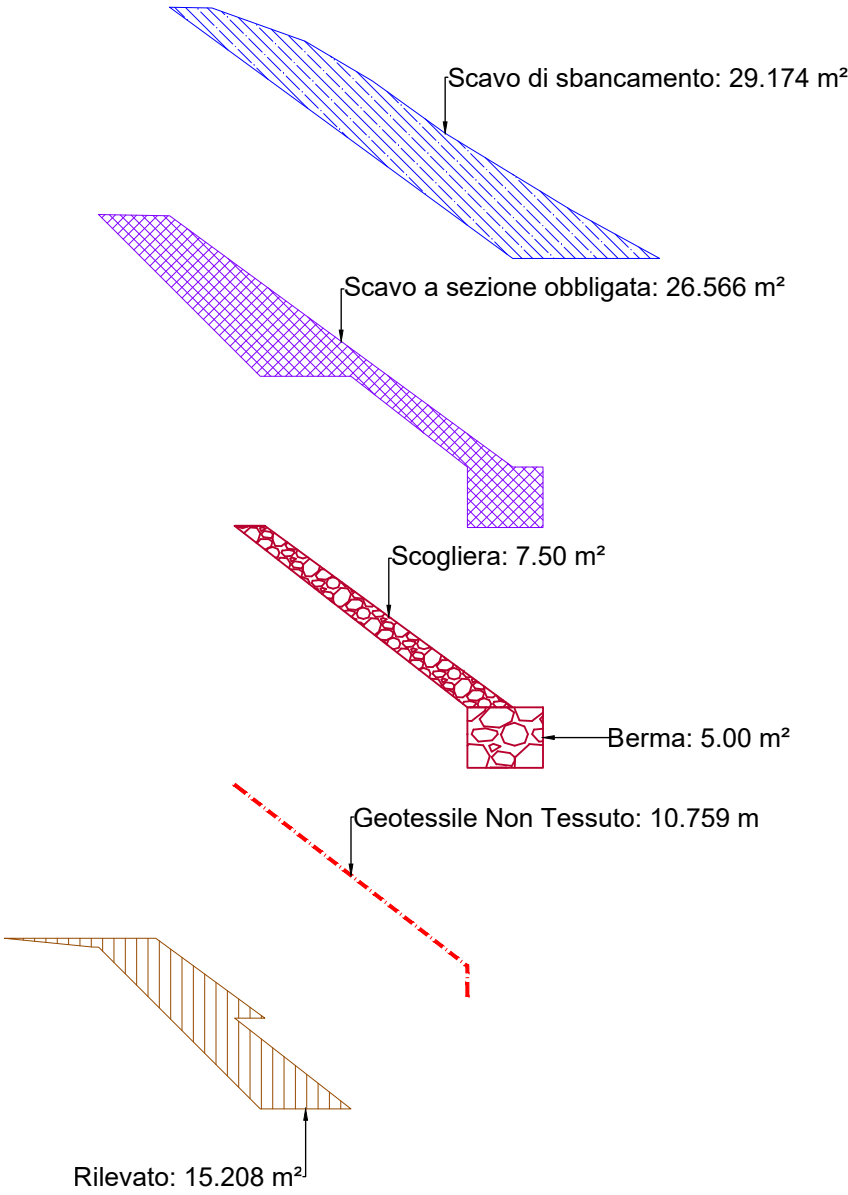 Scavo di sbancamento: 29.174 m²
Scavo a sezione obbligata: 26.566 m²
Scogliera: 7.50 m²
Berma: 5.00 m²
Geotessile Non Tessuto: 10.759 m
Rilevato: 15.208 m²